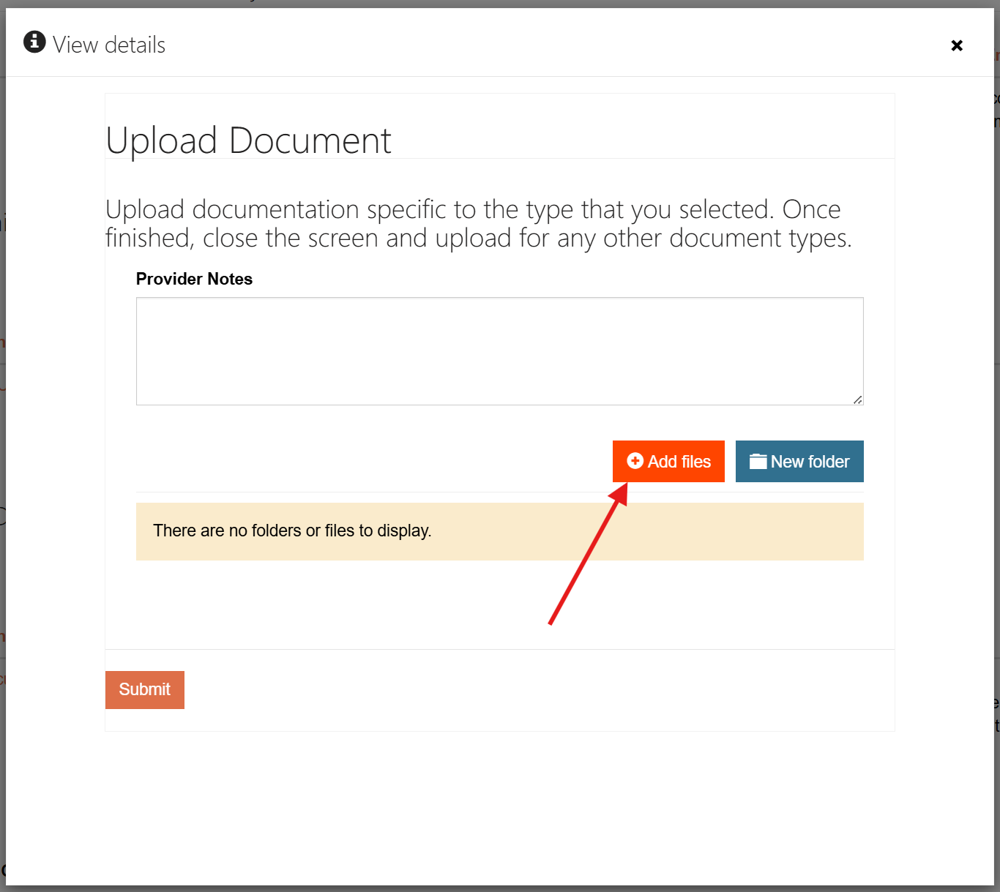 View details
Upload Document
Upload documentation specific to the type that you selected. Once
finished, close the screen and upload for any other document types.
Provider Notes
Add files
New folder
There are no folders or files to display.
Submit